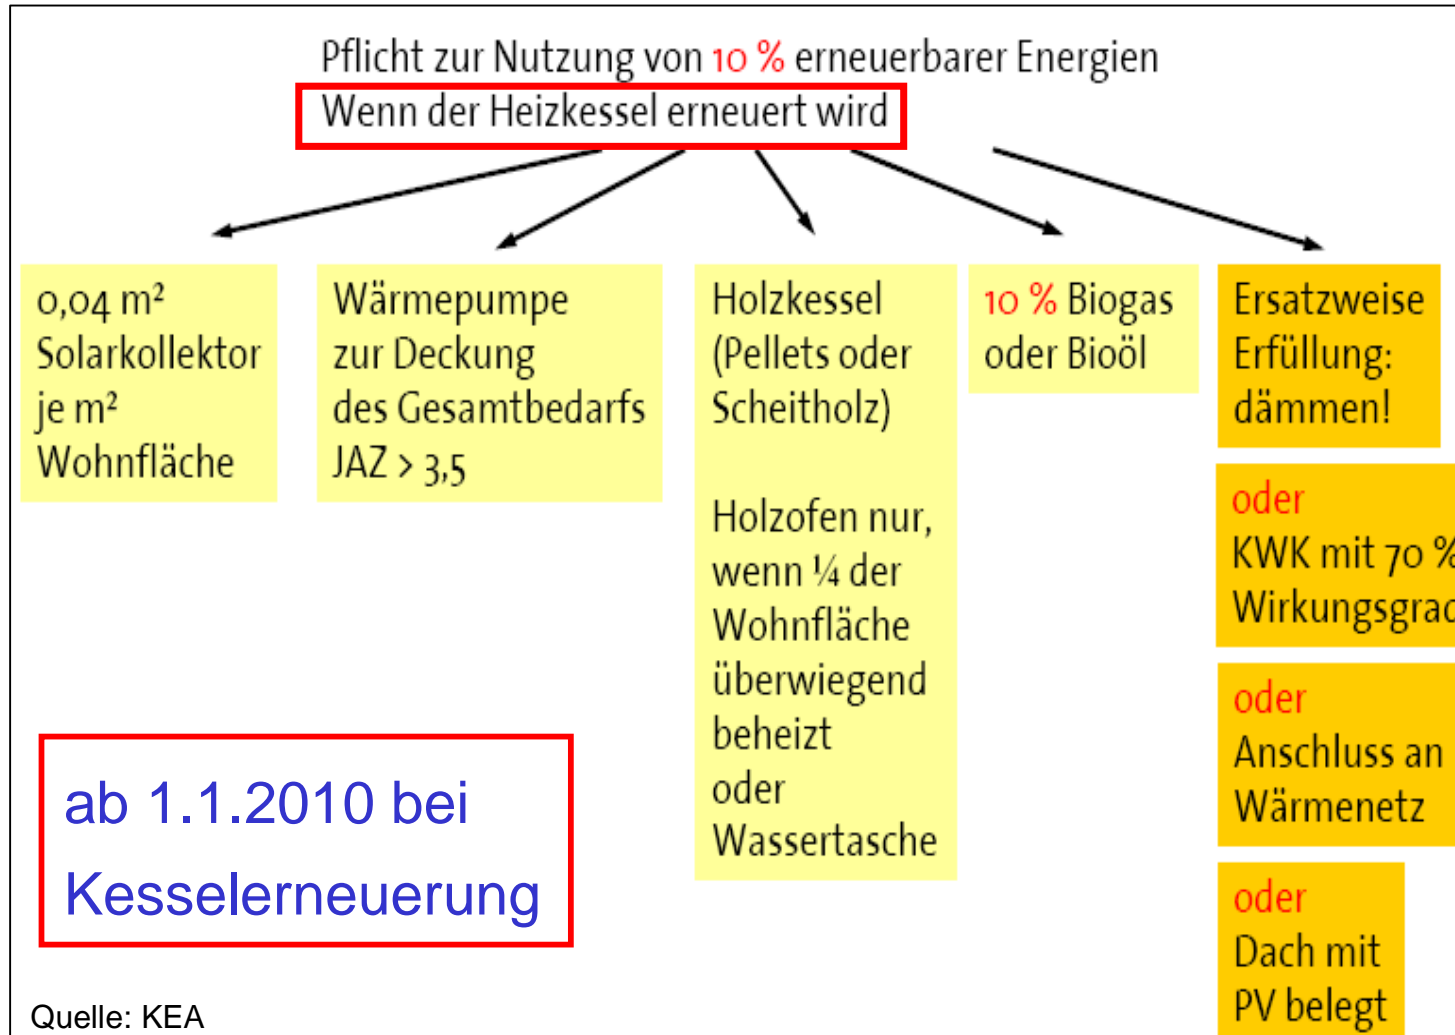 Pflicht zur Nutzung von 10 % erneuerbarer Energien
Wenn der Heizkessel erneuert wird
0,04 m²
Solarkollektor
je m²
Wohnfläche
Wärmepumpe
zur Deckung
des Gesamtbedarfs
JAZ > 3,5
Holzkessel
(Pellets oder
Scheitholz)
Holzofen nur,
wenn ¼ der
Wohnfläche
überwiegend
beheizt
oder
Wassertasche
10 % Biogas
oder Bioöl
Ersatzweise
Erfüllung:
dämmen!
oder
KWK mit 70 %
Wirkungsgrad
oder
Anschluss an
Wärmenetz
oder
Dach mit
PV belegt
ab 1.1.2010 bei
Kesselerneuerung
Quelle: KEA